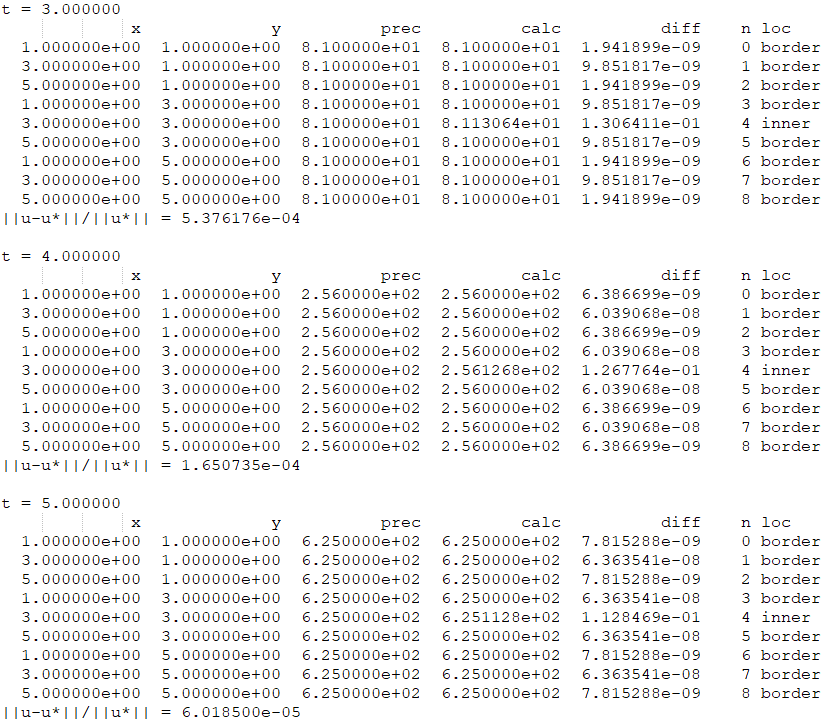 t = 3.000000
x y prec calc diff n loc
1.000000e+00 1.000000e+00 8.100000e+01 8.100000e+01 1.941899e-09 0 border
3.000000e+00 1.000000e+00 8.100000e+01 8.100000e+01 9.851817e-09 1 border
5.000000e+00 1.000000e+00 8.100000e+01 8.100000e+01 1.941899e-09 2 border
1.000000e+00 3.000000e+00 8.100000e+01 8.100000e+01 9.851817e-09 3 border
3.000000e+00 3.000000e+00 8.100000e+01 8.113064e+01 1.306411e-01 4 inner
5.000000e+00 3.000000e+00 8.100000e+01 8.100000e+01 9.851817e-09 5 border
1.000000e+00 5.000000e+00 8.100000e+01 8.100000e+01 1.941899e-09 6 border
3.000000e+00 5.000000e+00 8.100000e+01 8.100000e+01 9.851817e-09 7 border
5.000000e+00 5.000000e+00 8.100000e+01 8.100000e+01 1.941899e-09 8 border
||u-u*||/||u*|| = 5.376176e-04
t = 4.000000
x y prec calc diff n loc
1.000000e+00 1.000000e+00 2.560000e+02 2.560000e+02 6.386699e-09 0 border
3.000000e+00 1.000000e+00 2.560000e+02 2.560000e+02 6.039068e-08 1 border
5.000000e+00 1.000000e+00 2.560000e+02 2.560000e+02 6.386699e-09 2 border
1.000000e+00 3.000000e+00 2.560000e+02 2.560000e+02 6.039068e-08 3 border
3.000000e+00 3.000000e+00 2.560000e+02 2.561268e+02 1.267764e-01 4 inner
5.000000e+00 3.000000e+00 2.560000e+02 2.560000e+02 6.039068e-08 5 border
1.000000e+00 5.000000e+00 2.560000e+02 2.560000e+02 6.386699e-09 6 border
3.000000e+00 5.000000e+00 2.560000e+02 2.560000e+02 6.039068e-08 7 border
5.000000e+00 5.000000e+00 2.560000e+02 2.560000e+02 6.386699e-09 8 border
||u-u*||/||u*|| = 1.650735e-04
t = 5.000000
x y prec calc diff n loc
1.000000e+00 1.000000e+00 6.250000e+02 6.250000e+02 7.815288e-09 0 border
3.000000e+00 1.000000e+00 6.250000e+02 6.250000e+02 6.363541e-08 1 border
5.000000e+00 1.000000e+00 6.250000e+02 6.250000e+02 7.815288e-09 2 border
1.000000e+00 3.000000e+00 6.250000e+02 6.250000e+02 6.363541e-08 3 border
3.000000e+00 3.000000e+00 6.250000e+02 6.251128e+02 1.128469e-01 4 inner
5.000000e+00 3.000000e+00 6.250000e+02 6.250000e+02 6.363541e-08 5 border
1.000000e+00 5.000000e+00 6.250000e+02 6.250000e+02 7.815288e-09 6 border
3.000000e+00 5.000000e+00 6.250000e+02 6.250000e+02 6.363541e-08 7 border
5.000000e+00 5.000000e+00 6.250000e+02 6.250000e+02 7.815288e-09 8 border
||u-u*||/||u*|| = 6.018500e-05